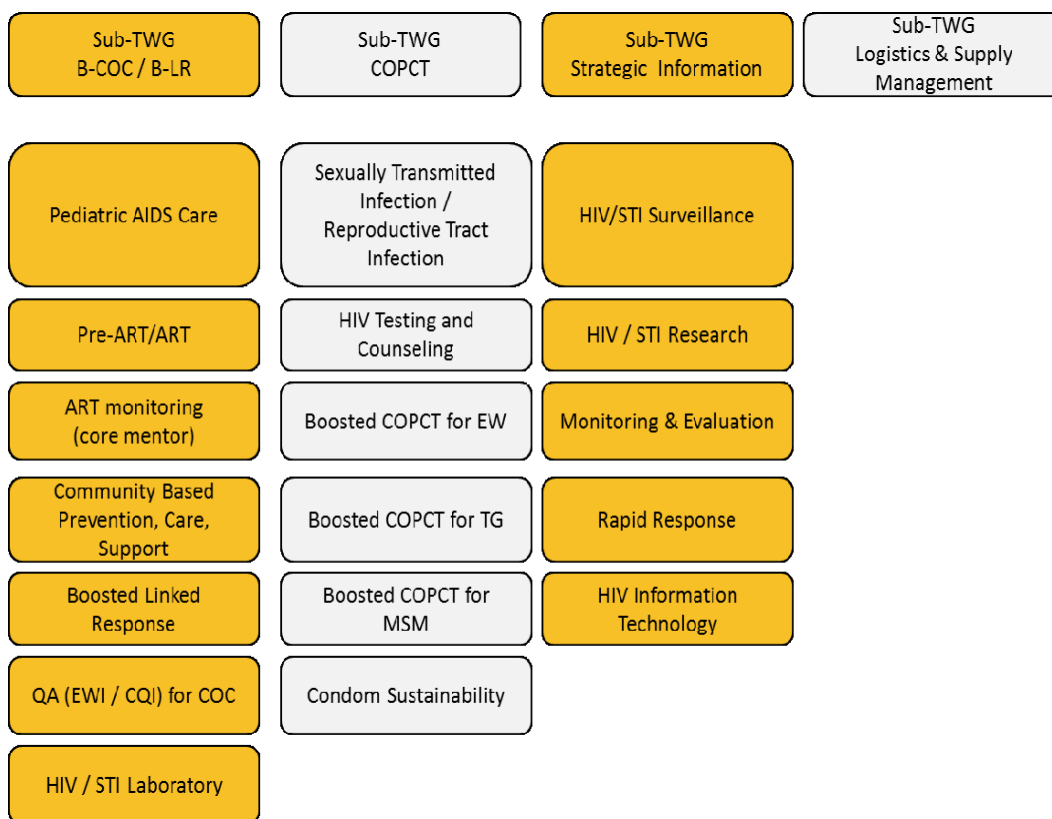 Sub-TWG
B-COC / B-LR
Sub-TWG
COPCT
Sub-TWG
Strategic Information
Sub-TWG
Logistics & Supply
Management
Pediatric AIDS Care
Sexually Transmitted
Infection /
Reproductive Tract
Infection
HIV/STI Surveillance
Pre-ART/ART
HIV Testing and
Counseling
HIV / STI Research
ART monitoring
(core mentor)
Boosted COPCT for EW
Monitoring & Evaluation
Community Based
Prevention, Care,
Support
Boosted COPCT for TG
Rapid Response
Boosted Linked
Response
Boosted COPCT for
MSM
HIV Information
Technology
QA (EWI / CQI) for COC
Condom Sustainability
HIV / STI Laboratory